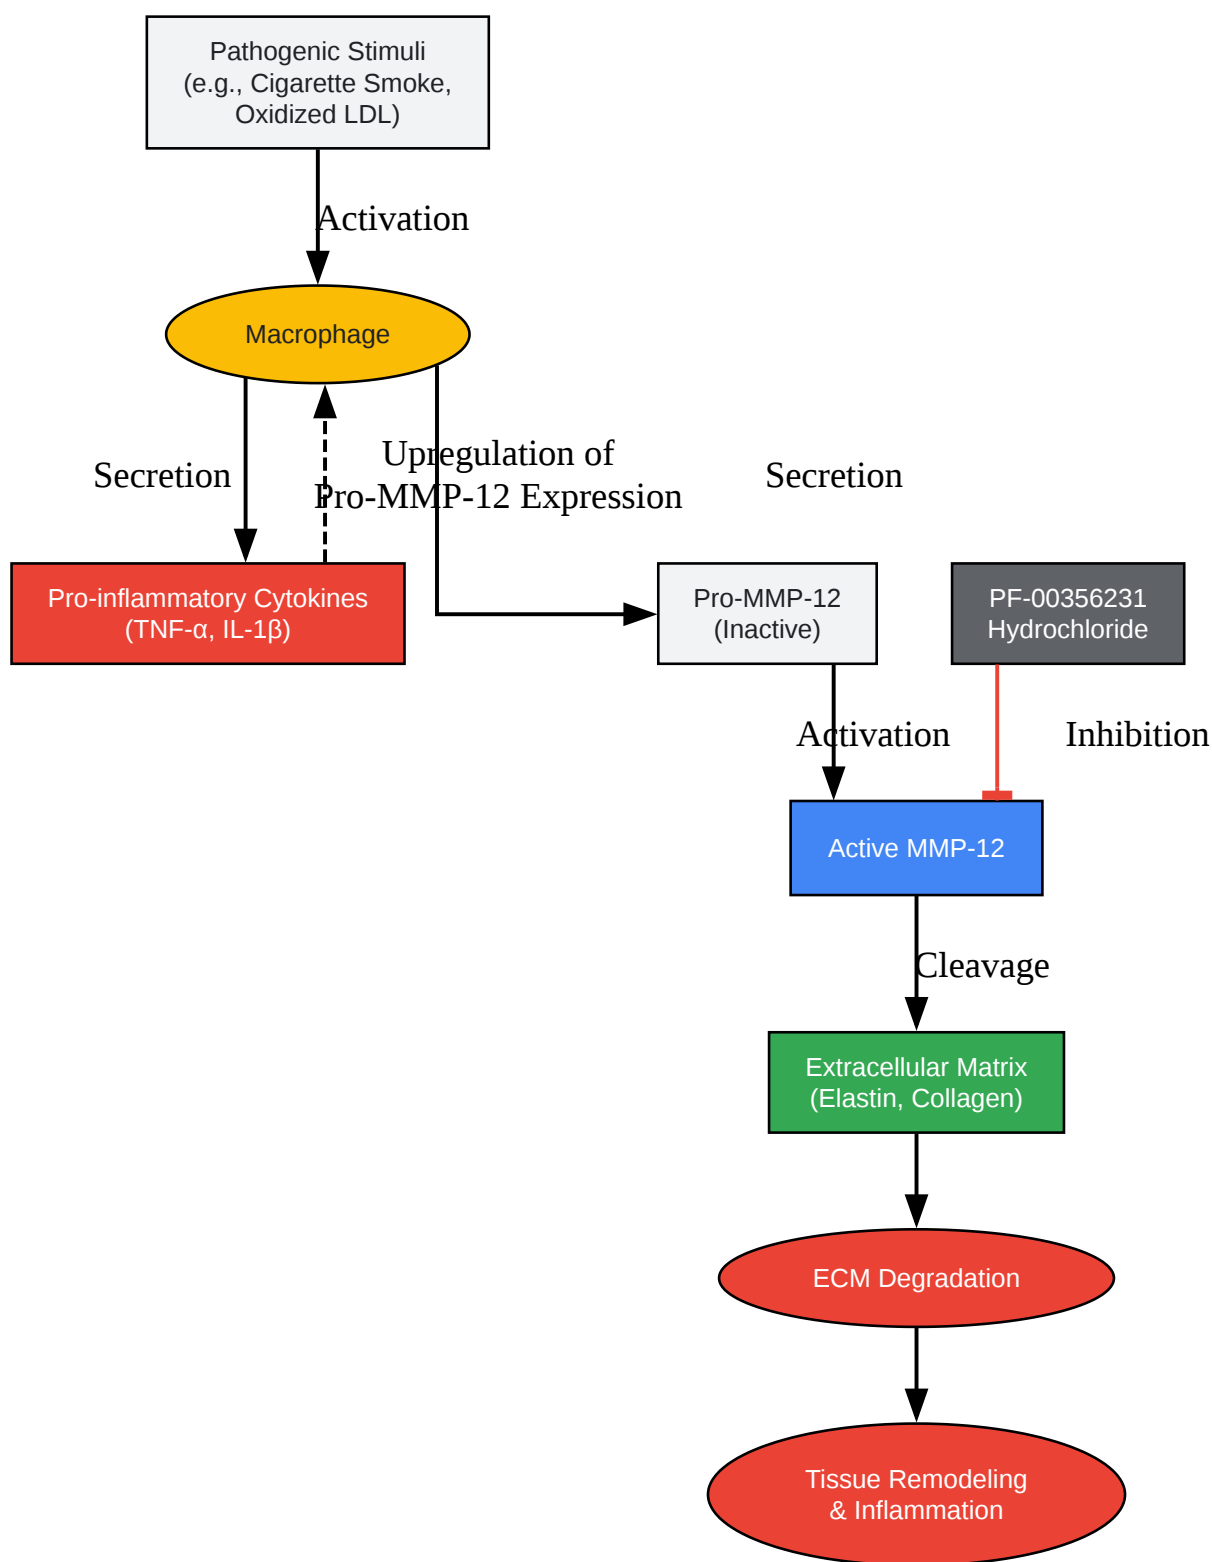 Pathogenic Stimuli
(e.g., Cigarette Smoke,
Oxidized LDL)
Activation
Macrophage
Secretion
Upregulation of
Pro-MMP-12 Expression
Secretion
Pro-inflammatory Cytokines
(TNF-α, IL-1β)
Pro-MMP-12
(Inactive)
PF-00356231
Hydrochloride
Activation
Inhibition
Active MMP-12
Cleavage
Extracellular Matrix
(Elastin, Collagen)
ECM Degradation
Tissue Remodeling
& Inflammation